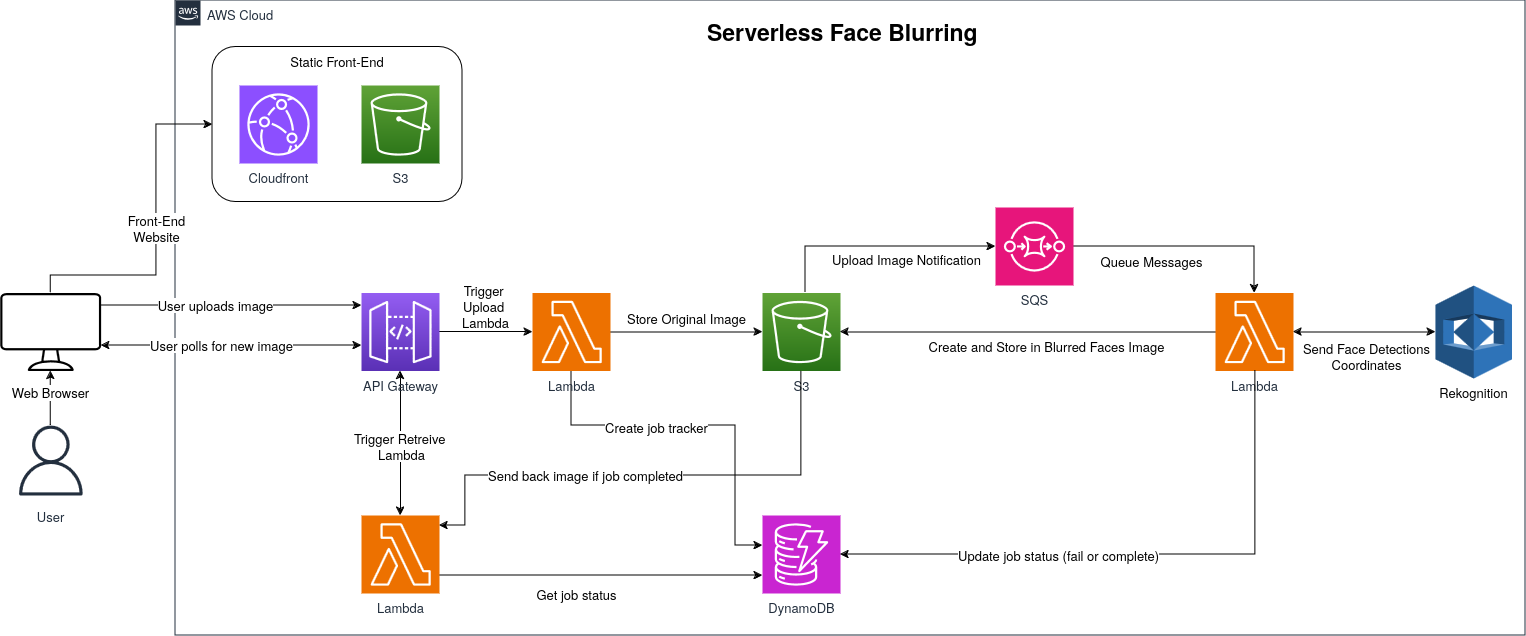 aws
AWS Cloud
Serverless Face Blurring
Static Front-End
Cloudfront
S3
Front-End
Website
User uploads image
User polls for new image
Web Browser
User
API Gateway
Trigger
Upload
Lambda
Lambda
Store Original Image
S3
Upload Image Notification
SQS
Queue Messages
Create and Store in Blurred Faces Image
Lambda
Send Face Detections
Coordinates
Rekognition
Trigger Retreive
Lambda
Create job tracker
Send back image if job completed
Lambda
Get job status
DynamoDB
Update job status (fail or complete)